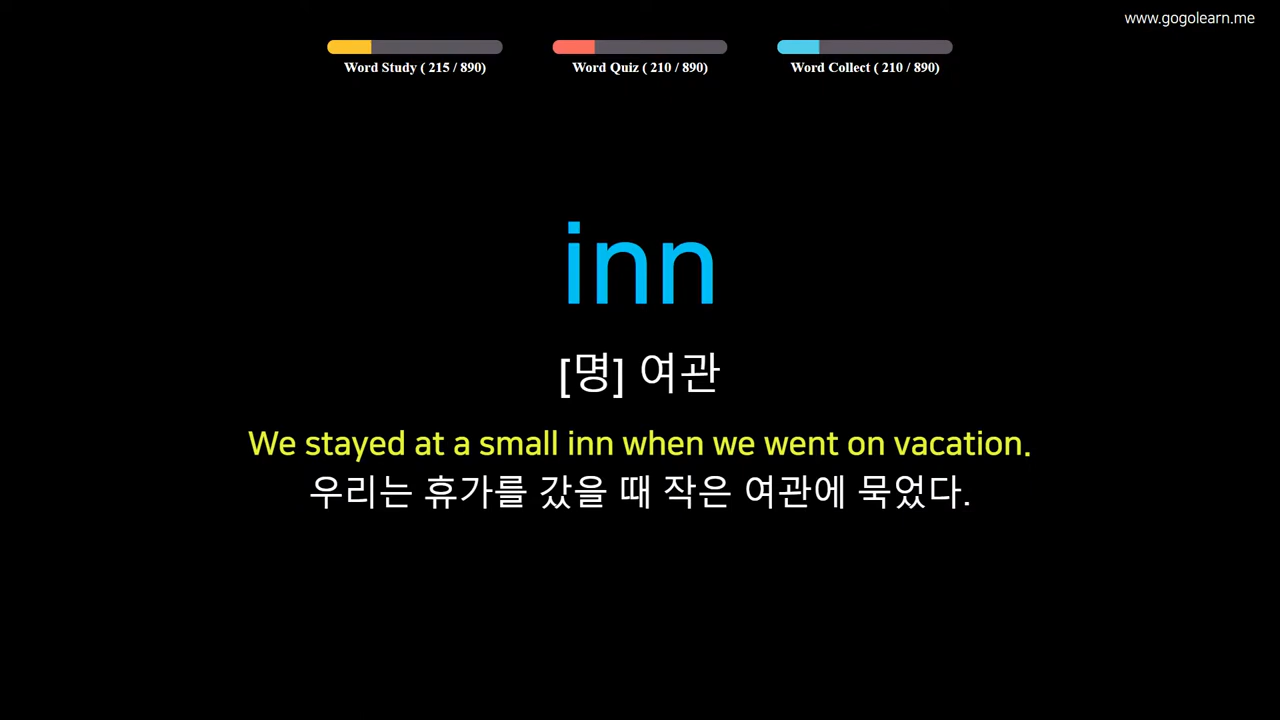 www.gogolearn.me
Word Study ( 215 / 890)
Word Quiz ( 210 / 890)
Word Collect ( 210 / 890)
inn
[명] 여관
We stayed at a small inn when we went on vacation.
우리는 휴가를 갔을 때 작은 여관에 묵었다.